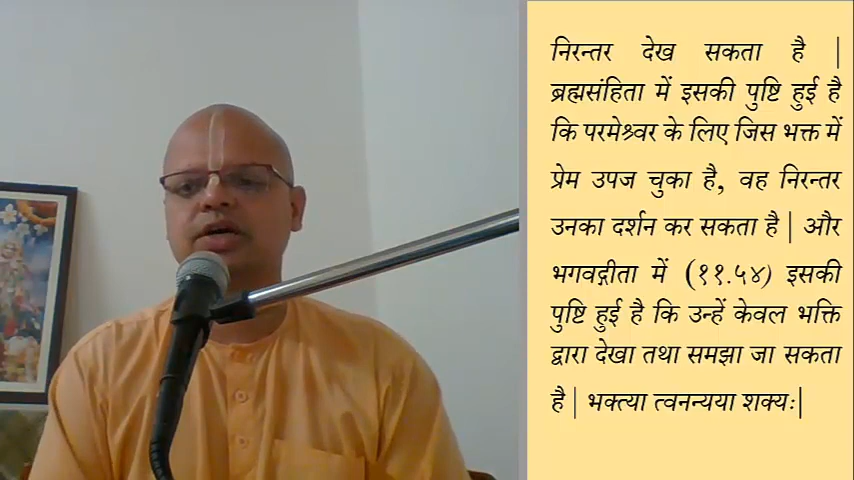 निरन्तर देख सकता है |
ब्रह्मसंहिता में इसकी पुष्टि हुई है
कि परमेश्र्वर के लिए जिस भक्त में
प्रेम उपज चुका है, वह निरन्तर
उनका दर्शन कर सकता है | और
भगवद्गीता में (११.५४) इसकी
पुष्टि हुई है कि उन्हें केवल भक्ति
द्वारा देखा तथा समझा जा सकता
है | भक्त्या त्वनन्यया शक्यः|